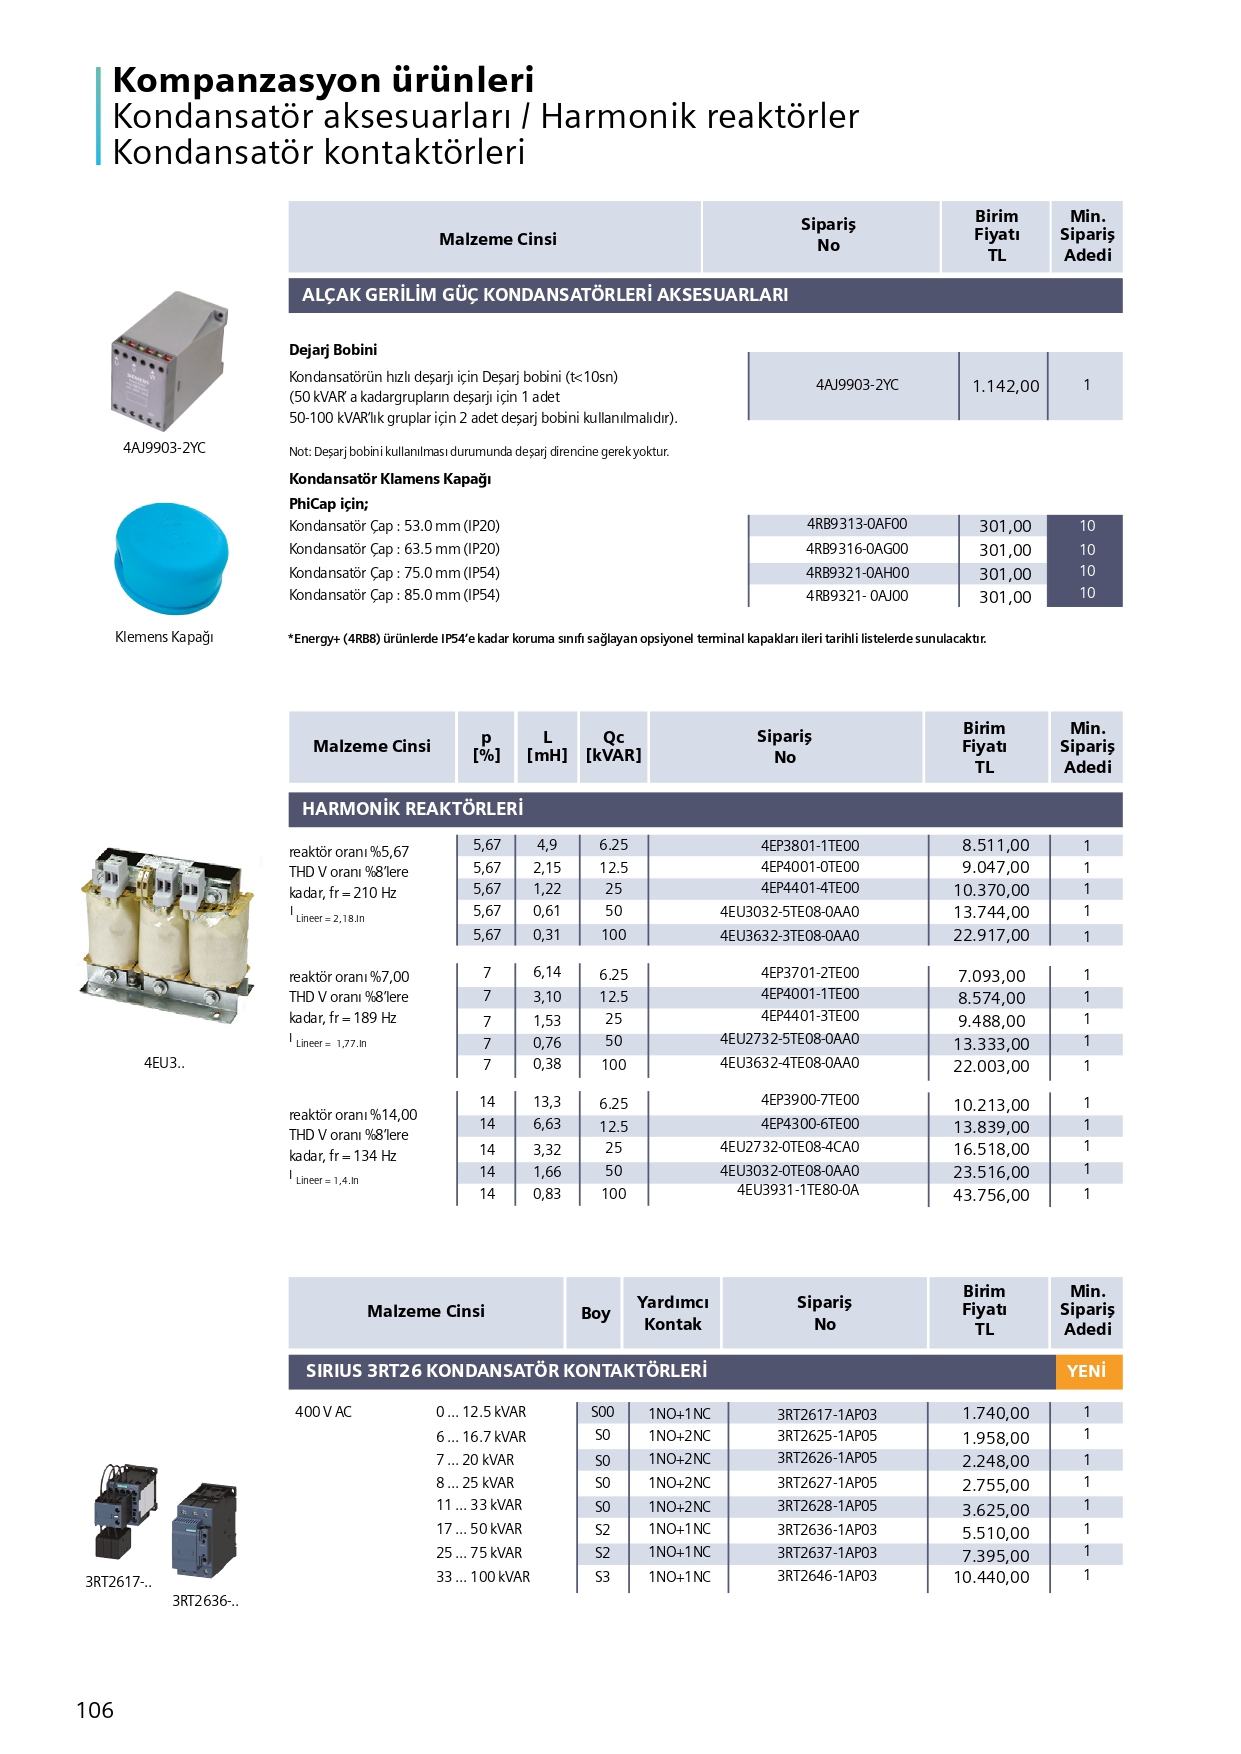 Kompanzasyon ürünleri
Kondansatör aksesuarları / Harmonik reaktörler
Kondansatör kontaktörleri
Malzeme Cinsi Sipariş No Birim Fiyatı TL Min. Sipariş Adedi
ALÇAK GERİLİM GÜÇ KONDANSATÖRLERİ AKSESUARLARI
Dejarj Bobini
Kondansatörün hızlı deşarjı için Deşarj bobini (t<10sn)
(50 kVAR’ a kadargrupların deşarjı için 1 adet
50-100 kVAR’lık gruplar için 2 adet deşarj bobini kullanılmalıdır).
4AJ9903-2YC 1.142,00 1
4AJ9903-2YC
Not: Deşarj bobini kullanılması durumunda deşarj direncine gerek yoktur.
Kondansatör Klamens Kapağı
PhiCap için;
Kondansatör Çap : 53.0 mm (IP20) 4RB9313-0AF00 301,00 10
Kondansatör Çap : 63.5 mm (IP20) 4RB9316-0AG00 301,00 10
Kondansatör Çap : 75.0 mm (IP54) 4RB9321-0AH00 301,00 10
Kondansatör Çap : 85.0 mm (IP54) 4RB9321- 0AJ00 301,00 10
Klemens Kapağı
*Energy+ (4RB8) ürünlerde IP54’e kadar koruma sınıfı sağlayan opsiyonel terminal kapakları ileri tarihli listelerde sunulacaktır.
Malzeme Cinsi p [%] L [mH] Qc [kVAR] Sipariş No Birim Fiyatı TL Min. Sipariş Adedi
HARMONİK REAKTÖRLERİ
reaktör oranı %5,67
THD V oranı %8’lere
kadar, fr = 210 Hz
I Lineer = 2,18.In
5,67 4,9 6.25 4EP3801-1TE00 8.511,00 1
5,67 2,15 12.5 4EP4001-0TE00 9.047,00 1
5,67 1,22 25 4EP4401-4TE00 10.370,00 1
5,67 0,61 50 4EU3032-5TE08-0AA0 13.744,00 1
5,67 0,31 100 4EU3632-3TE08-0AA0 22.917,00 1
reaktör oranı %7,00
THD V oranı %8’lere
kadar, fr = 189 Hz
I Lineer = 1,77.In
7 6,14 6.25 4EP3701-2TE00 7.093,00 1
7 3,10 12.5 4EP4001-1TE00 8.574,00 1
7 1,53 25 4EP4401-3TE00 9.488,00 1
7 0,76 50 4EU2732-5TE08-0AA0 13.333,00 1
7 0,38 100 4EU3632-4TE08-0AA0 22.003,00 1
4EU3..
reaktör oranı %14,00
THD V oranı %8’lere
kadar, fr = 134 Hz
I Lineer = 1,4.In
14 13,3 6.25 4EP3900-7TE00 10.213,00 1
14 6,63 12.5 4EP4300-6TE00 13.839,00 1
14 3,32 25 4EU2732-0TE08-4CA0 16.518,00 1
14 1,66 50 4EU3032-0TE08-0AA0 23.516,00 1
14 0,83 100 4EU3931-1TE80-0A 43.756,00 1
Malzeme Cinsi Boy Yardımcı Kontak Sipariş No Birim Fiyatı TL Min. Sipariş Adedi
SIRIUS 3RT26 KONDANSATÖR KONTAKTÖRLERİ YENİ
400 V AC 0 ... 12.5 kVAR S00 1NO+1NC 3RT2617-1AP03 1.740,00 1
6 ... 16.7 kVAR S0 1NO+2NC 3RT2625-1AP05 1.958,00 1
7 ... 20 kVAR S0 1NO+2NC 3RT2626-1AP05 2.248,00 1
8 ... 25 kVAR S0 1NO+2NC 3RT2627-1AP05 2.755,00 1
11 ... 33 kVAR S0 1NO+2NC 3RT2628-1AP05 3.625,00 1
17 ... 50 kVAR S2 1NO+1NC 3RT2636-1AP03 5.510,00 1
25 ... 75 kVAR S2 1NO+1NC 3RT2637-1AP03 7.395,00 1
33 ... 100 kVAR S3 1NO+1NC 3RT2646-1AP03 10.440,00 1
3RT2617-..
3RT2636-..
106